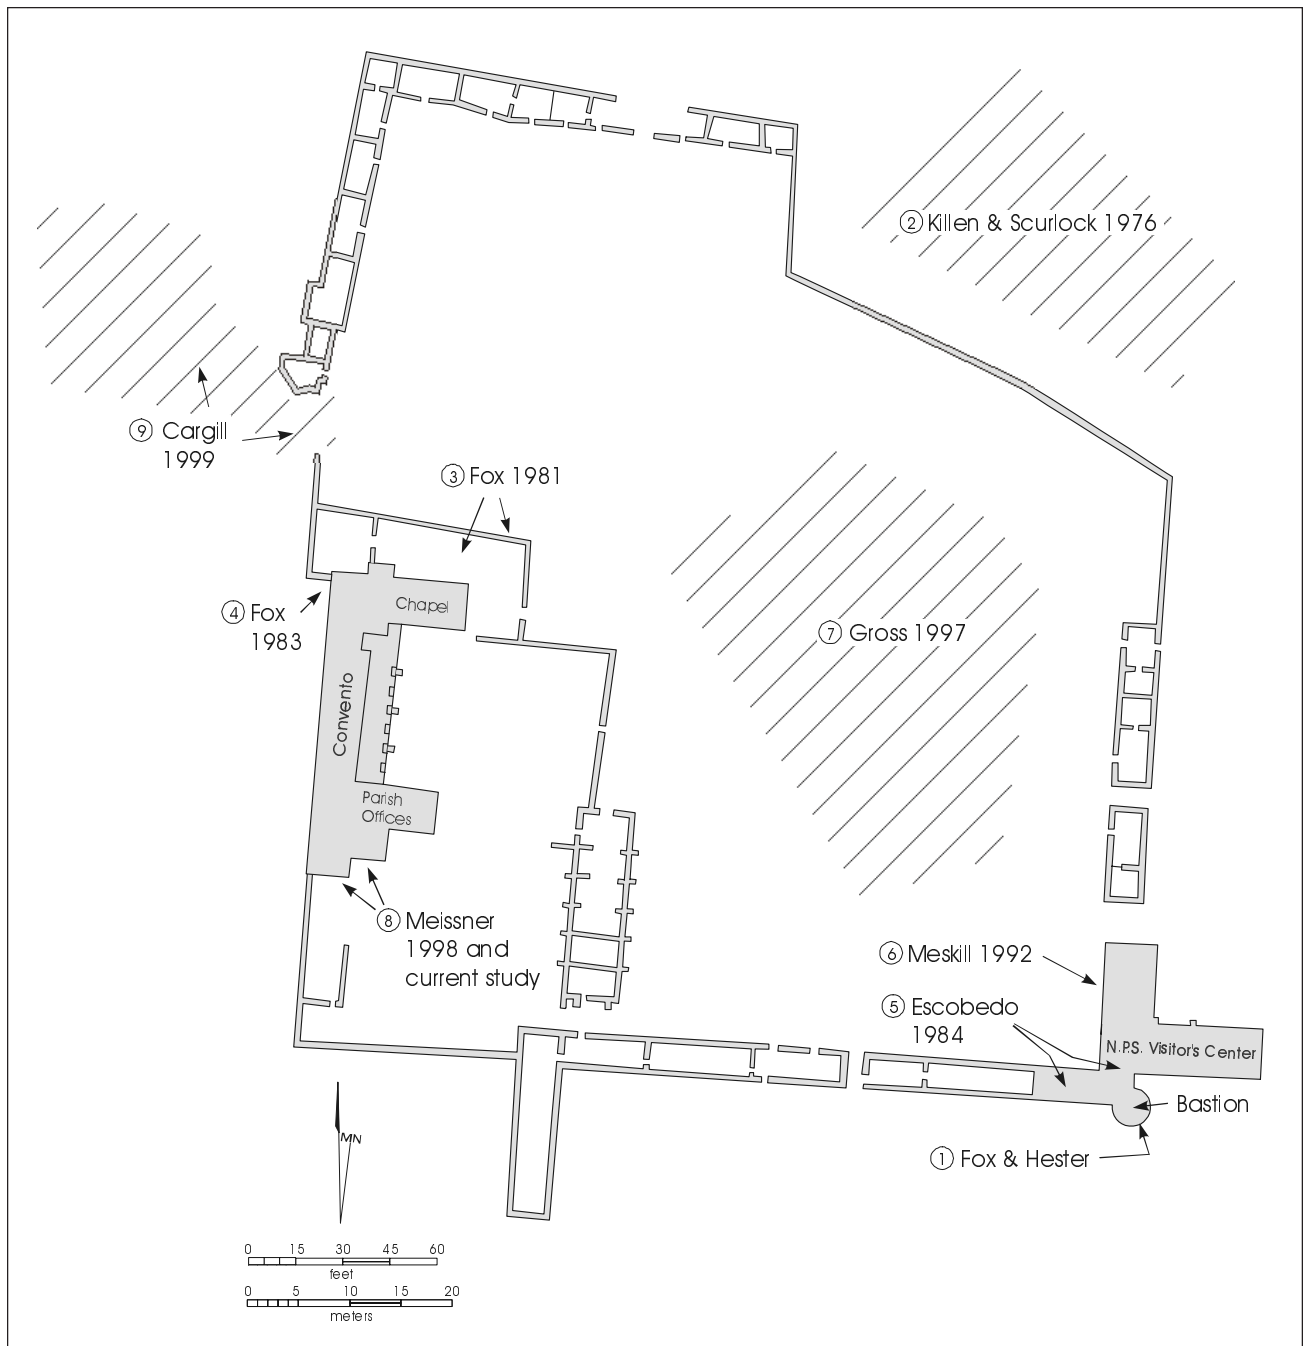 ② Killen & Scurlock 1976
⑨ Cargill
1999
③ Fox 1981
④ Fox
1983
Chapel
⑦ Gross 1997
Convento
Parish
Offices
⑧ Meissner
1998 and
current study
⑥ Meskill 1992
⑤ Escobedo
1984
N.P.S. Visitor's Center
Bastion
① Fox & Hester
MN
0 15 30 45 60
feet
0 5 10 15 20
meters